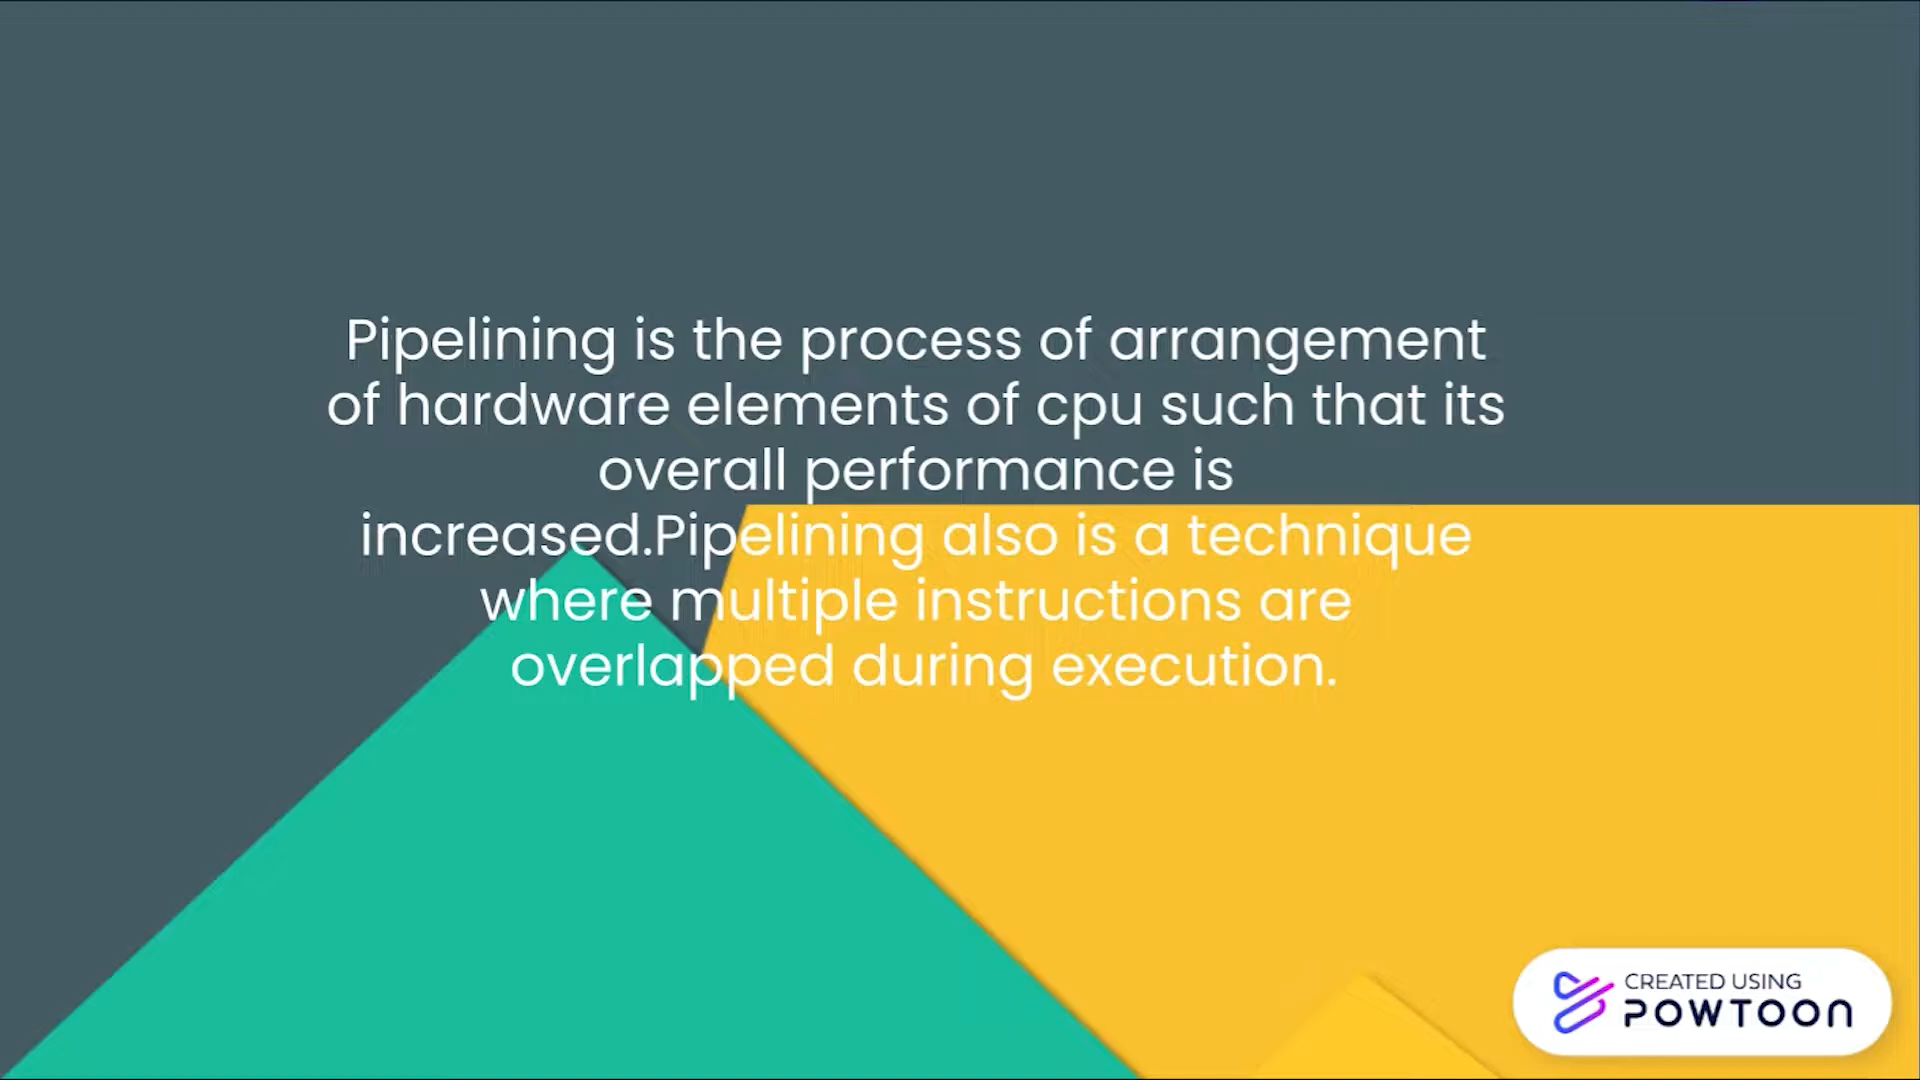 Pipelining is the process of arrangement
of hardware elements of cpu such that its
overall performance is
increased.Pipelining also is a technique
where multiple instructions are
overlapped during execution.
CREATED USING
POWTOON